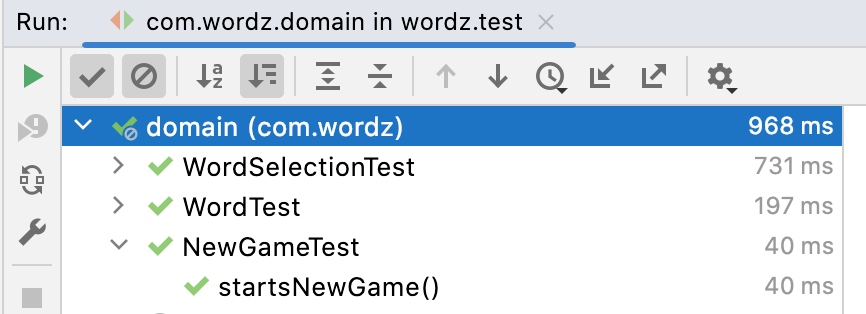 Run: com.wordz.domain in wordz.test
domain (com.wordz) 968 ms
WordSelectionTest 731 ms
WordTest 197 ms
NewGameTest 40 ms
startsNewGame() 40 ms